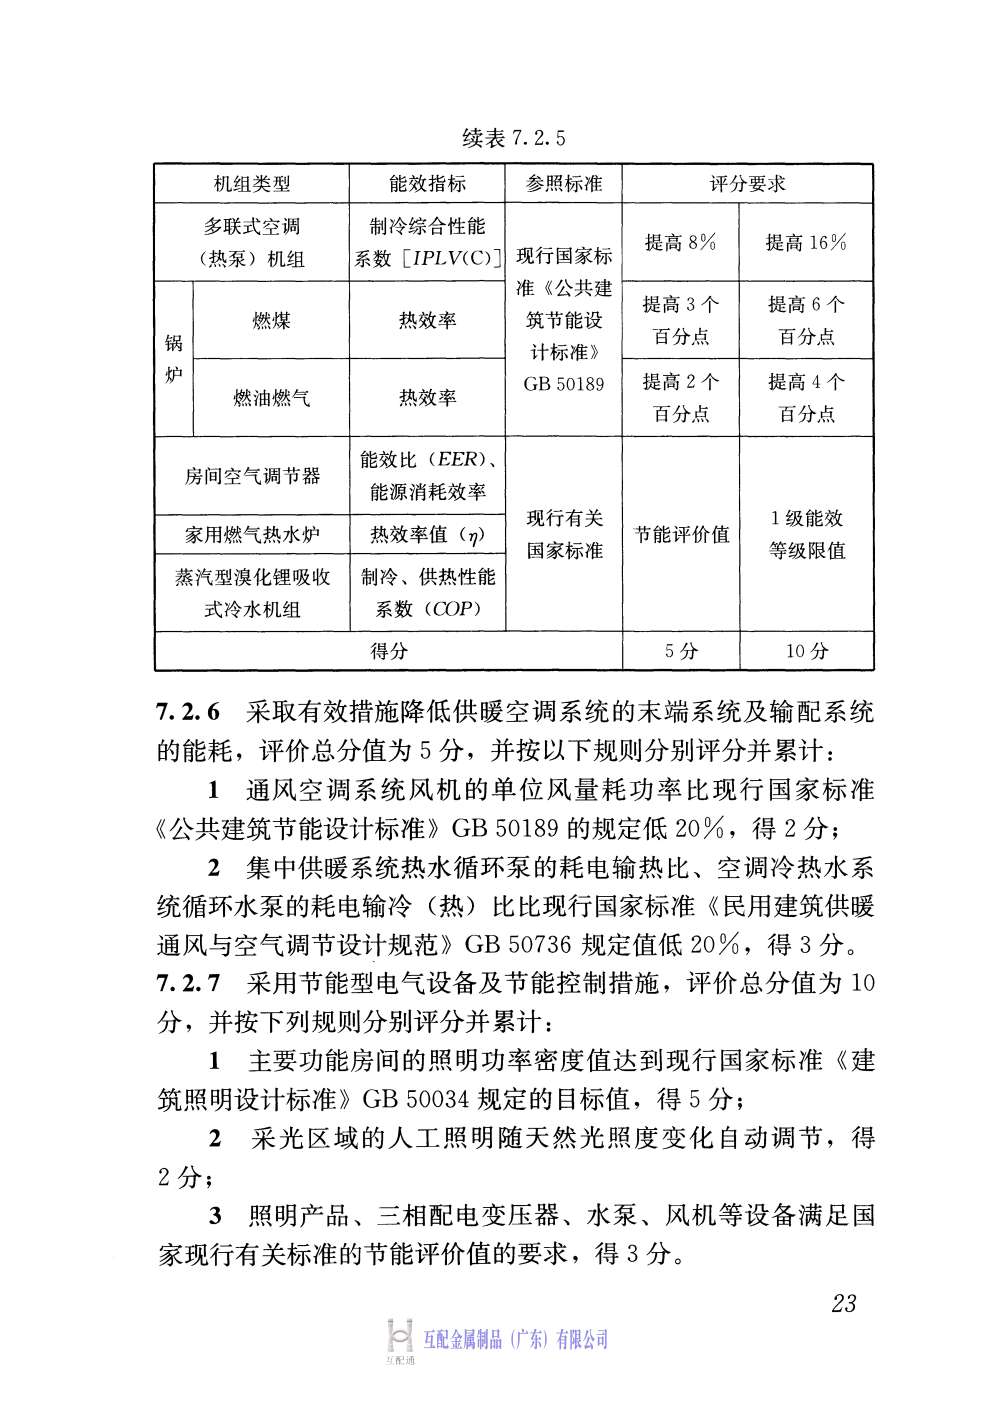 续表 7.2.5
机组类型 能效指标 参照标准 评分要求
多联式空调
（热泵）机组
制冷综合性能
系数［IPLV(C)］
现行国家标
准《公共建
筑节能设
计标准》
GB 50189
提高 8% 提高 16%
锅
炉
燃煤 热效率
提高 3 个
百分点
提高 6 个
百分点
燃油燃气 热效率
提高 2 个
百分点
提高 4 个
百分点
房间空气调节器
能效比（EER）、
能源消耗效率
现行有关
国家标准
节能评价值
1 级能效
等级限值
家用燃气热水炉 热效率值（η）
蒸汽型溴化锂吸收
式冷水机组
制冷、供热性能
系数（COP）
得分 5 分 10 分
7.2.6 采取有效措施降低供暖空调系统的末端系统及输配系统
的能耗，评价总分值为 5 分，并按以下规则分别评分并累计：
1 通风空调系统风机的单位风量耗功率比现行国家标准
《公共建筑节能设计标准》GB 50189 的规定低 20%，得 2 分；
2 集中供暖系统热水循环泵的耗电输热比、空调冷热水系
统循环水泵的耗电输冷（热）比比现行国家标准《民用建筑供暖
通风与空气调节设计规范》GB 50736 规定值低 20%，得 3 分。
7.2.7 采用节能型电气设备及节能控制措施，评价总分值为 10
分，并按下列规则分别评分并累计：
1 主要功能房间的照明功率密度值达到现行国家标准《建
筑照明设计标准》GB 50034 规定的目标值，得 5 分；
2 采光区域的人工照明随天然光照度变化自动调节，得
2 分；
3 照明产品、三相配电变压器、水泵、风机等设备满足国
家现行有关标准的节能评价值的要求，得 3 分。
23
互配通
互配金属制品（广东）有限公司